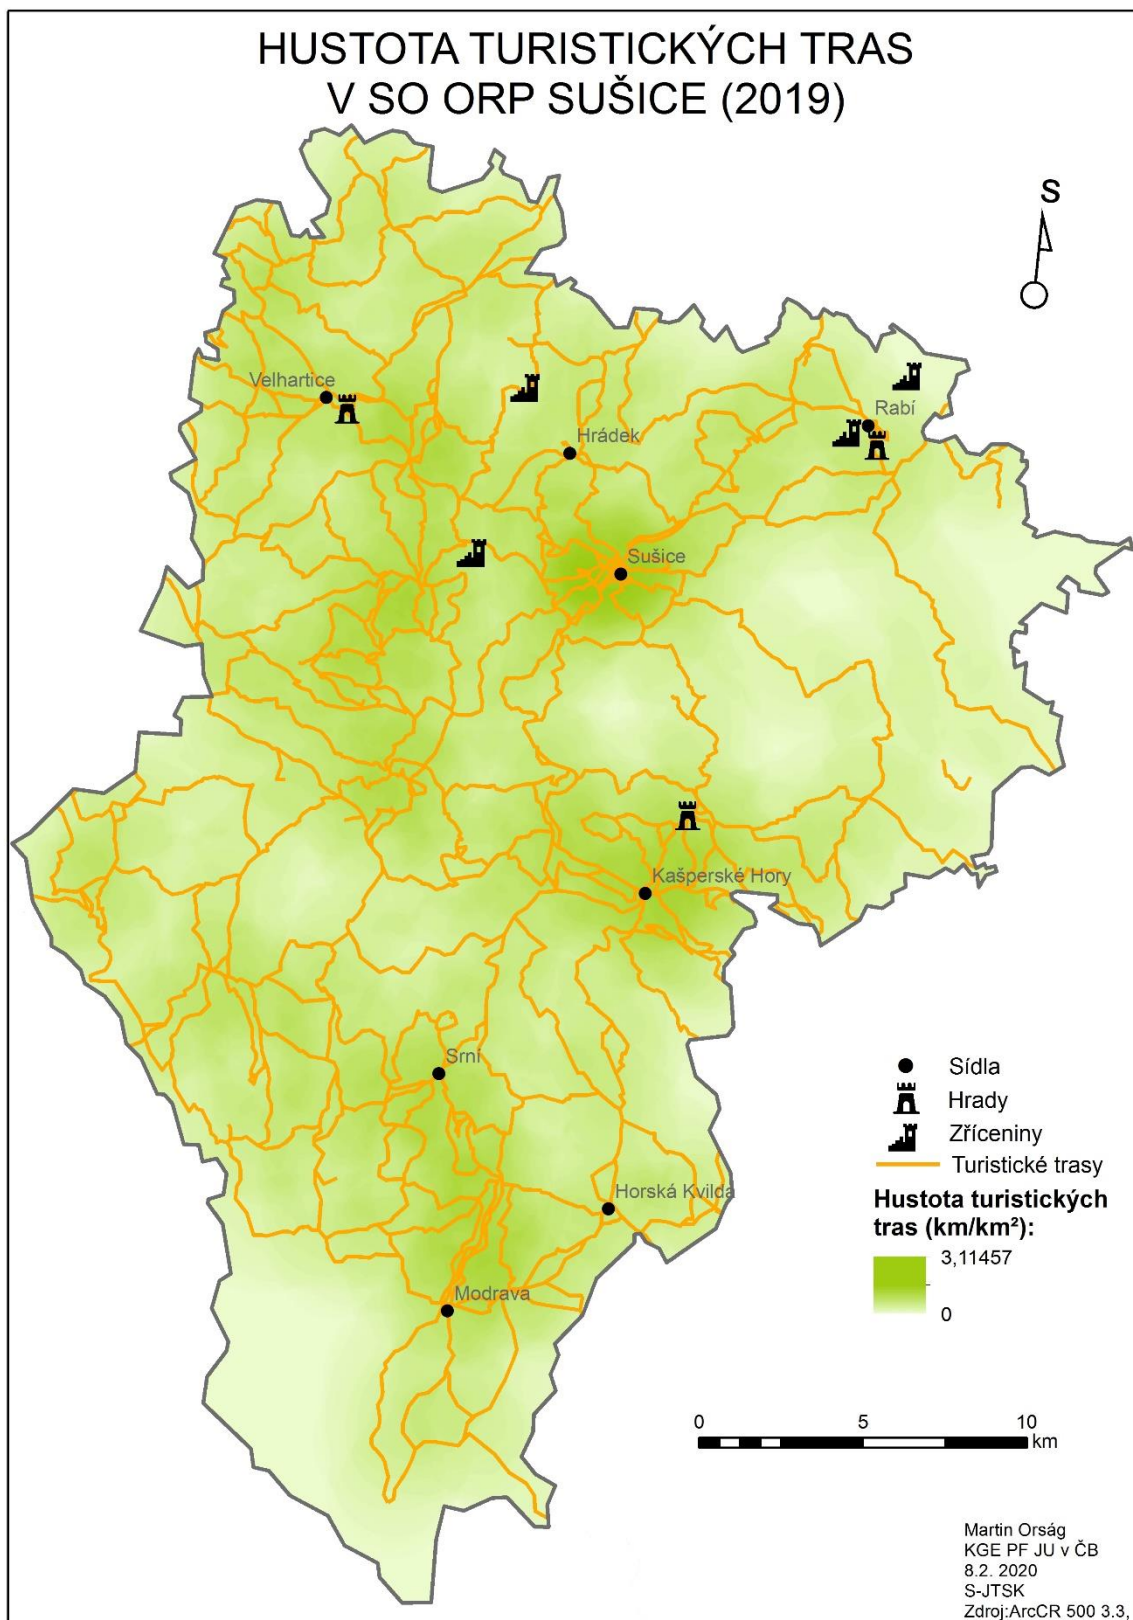 HUSTOTA TURISTICKÝCH TRAS
V SO ORP SUŠICE (2019)
S
Velhartice
Rabí
Hrádek
Sušice
Kašperské Hory
Srní
Horská Kvilda
Modrava
Sídla
Hrady
Zříceniny
Turistické trasy
Hustota turistických
tras (km/km²):
3,11457
0
0 5 10
km
Martin Orság
KGE PF JU v ČB
8.2. 2020
S-JTSK
Zdroj:ArcCR 500 3.3,